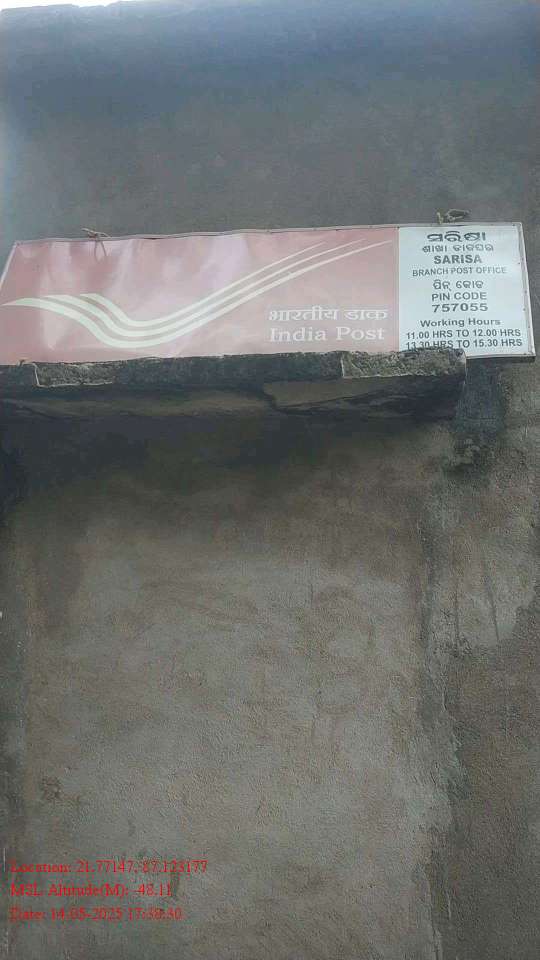 भारतीय डाक
India Post
ସରିଷା
ଶାଖା ଡାକଘର
SARISA
BRANCH POST OFFICE
ପିନ୍ କୋଡ
PIN CODE
757055
Working Hours
11.00 HRS TO 12.00 HRS
13.30 HRS TO 15.30 HRS
Location: 21.77147, 87.123177
MSL Altitude(M): -48.11
Date: 14-05-2025 17:38:30